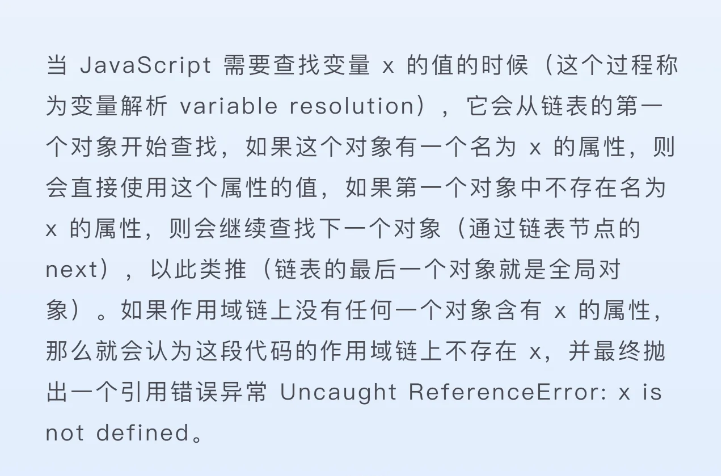 当 JavaScript 需要查找变量 x 的值的时候（这个过程称
为变量解析 variable resolution），它会从链表的第一
个对象开始查找，如果这个对象有一个名为 x 的属性，则
会直接使用这个属性的值，如果第一个对象中不存在名为
x 的属性，则会继续查找下一个对象（通过链表节点的
next），以此类推（链表的最后一个对象就是全局对
象）。如果作用域链上没有任何一个对象含有 x 的属性，
那么就会认为这段代码的作用域链上不存在 x，并最终抛
出一个引用错误异常 Uncaught ReferenceError: x is
not defined。